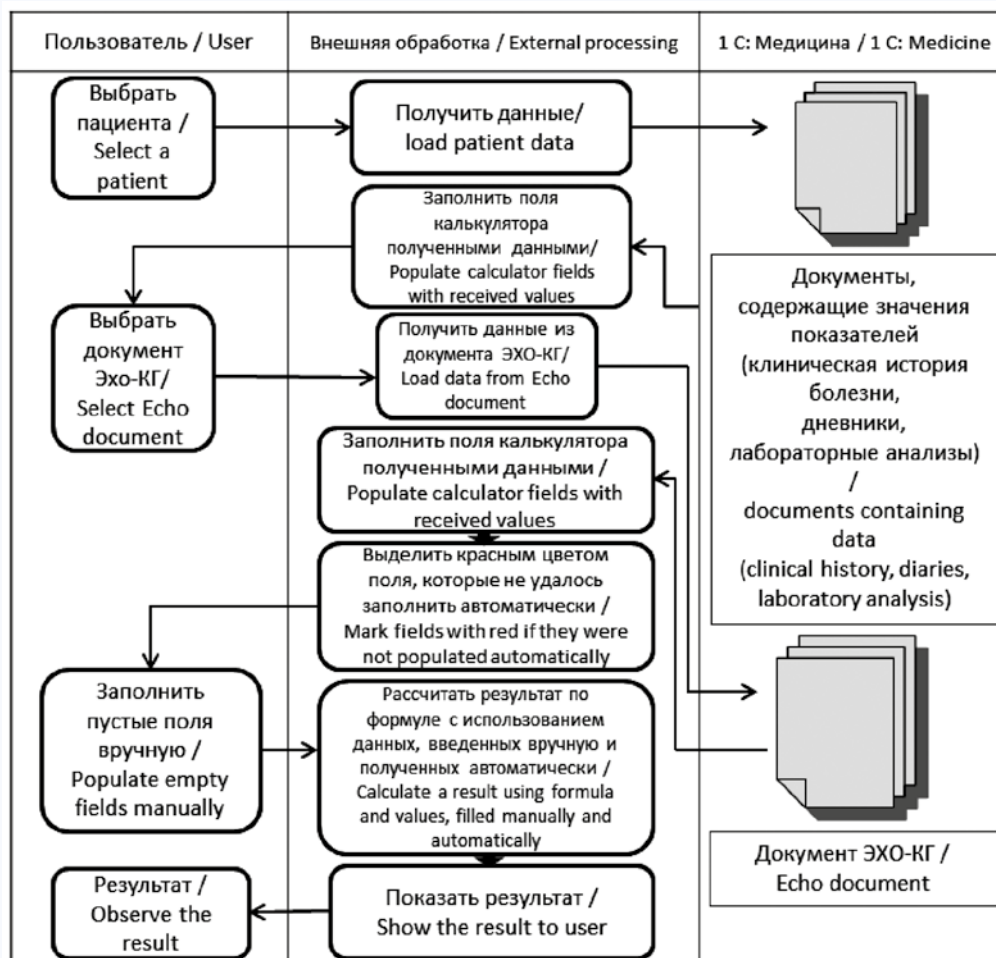 Пользователь / User
Внешняя обработка / External processing
1 С: Медицина / 1 С: Medicine
Выбрать
пациента /
Select a
patient
Получить данные/
load patient data
Заполнить поля
калькулятора
полученными данными/
Populate calculator fields
with received values
Документы,
содержащие значения
показателей
(клиническая история
болезни,
дневники,
лабораторные анализы)
/
documents containing
data
(clinical history, diaries,
laboratory analysis)
Выбрать
документ
Эхо-КГ/
Select Echo
document
Получить данные из
документа ЭХО-КГ/
Load data from Echo
document
Заполнить поля калькулятора
полученными данными /
Populate calculator fields with
received values
Выделить красным цветом
поля, которые не удалось
заполнить автоматически /
Mark fields with red if they were
not populated automatically
Заполнить
пустые поля
вручную /
Populate empty
fields manually
Рассчитать результат по
формуле с использованием
данных, введенных вручную и
полученных автоматически /
Calculate a result using formula
and values, filled manually and
automatically
Документ ЭХО-КГ /
Echo document
Показать результат /
Show the result to user
Результат /
Observe the
result